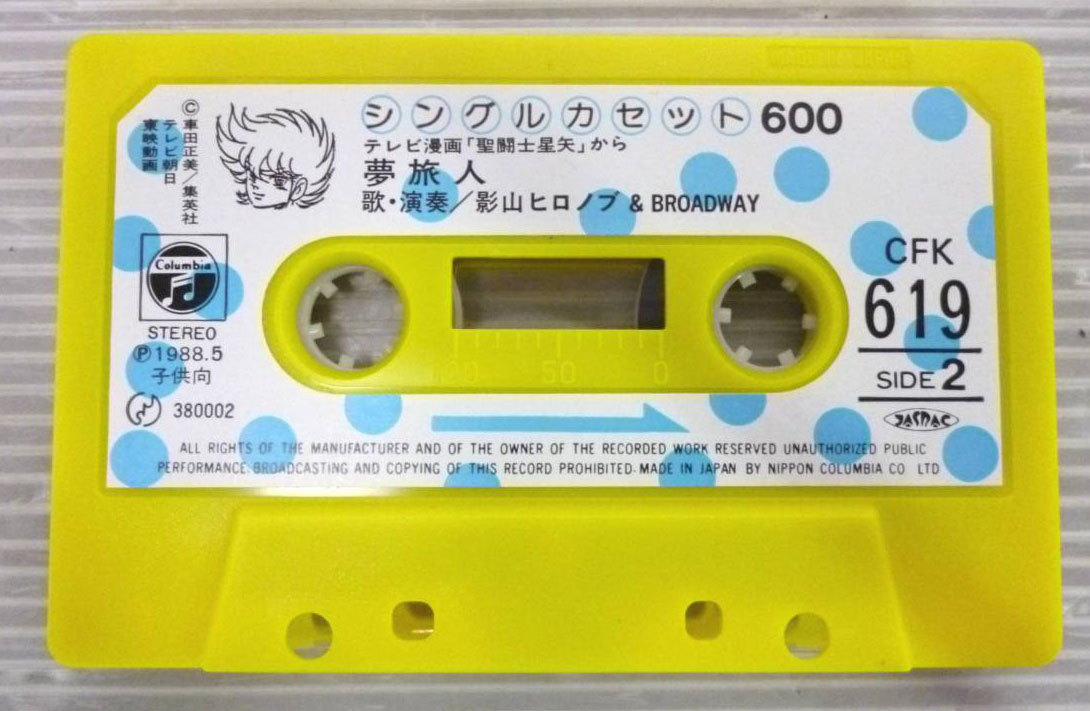 シングルカセット600
テレビ漫画「聖闘士星矢」から
夢旅人
歌・演奏／影山ヒロノブ & BROADWAY
©車田正美／集英社
テレビ朝日
東映動画
Columbia
STEREO
Ⓟ1988.5
子供向
380002
CFK
619
SIDE 2
JASRAC
100 50 0
ALL RIGHTS OF THE MANUFACTURER AND OF THE OWNER OF THE RECORDED WORK RESERVED UNAUTHORIZED PUBLIC
PERFORMANCE. BROADCASTING AND COPYING OF THIS RECORD PROHIBITED. MADE IN JAPAN BY NIPPON COLUMBIA CO LTD